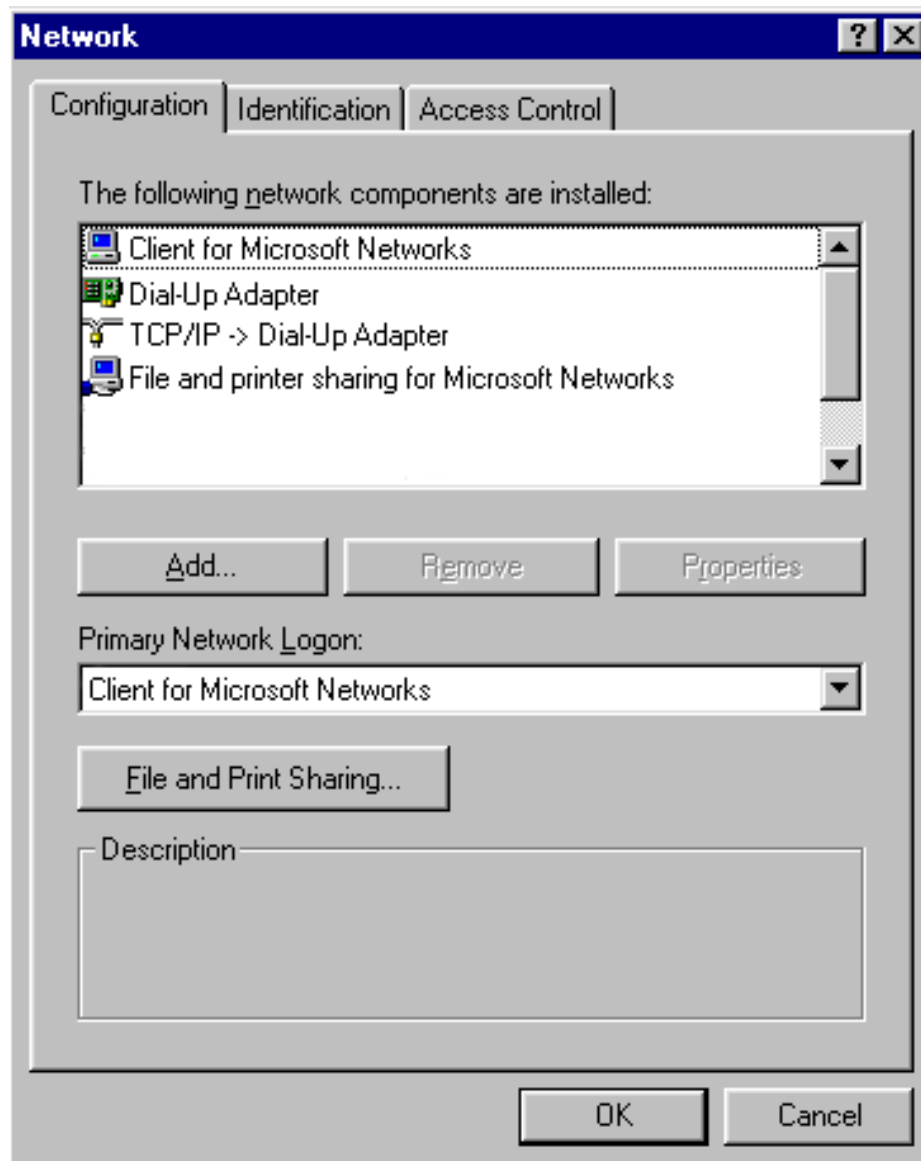 Network
Configuration
Identification
Access Control
The following network components are installed:
Client for Microsoft Networks
Dial-Up Adapter
TCP/IP -> Dial-Up Adapter
File and printer sharing for Microsoft Networks
Add...
Remove
Properties
Primary Network Logon:
Client for Microsoft Networks
File and Print Sharing...
Description
OK
Cancel